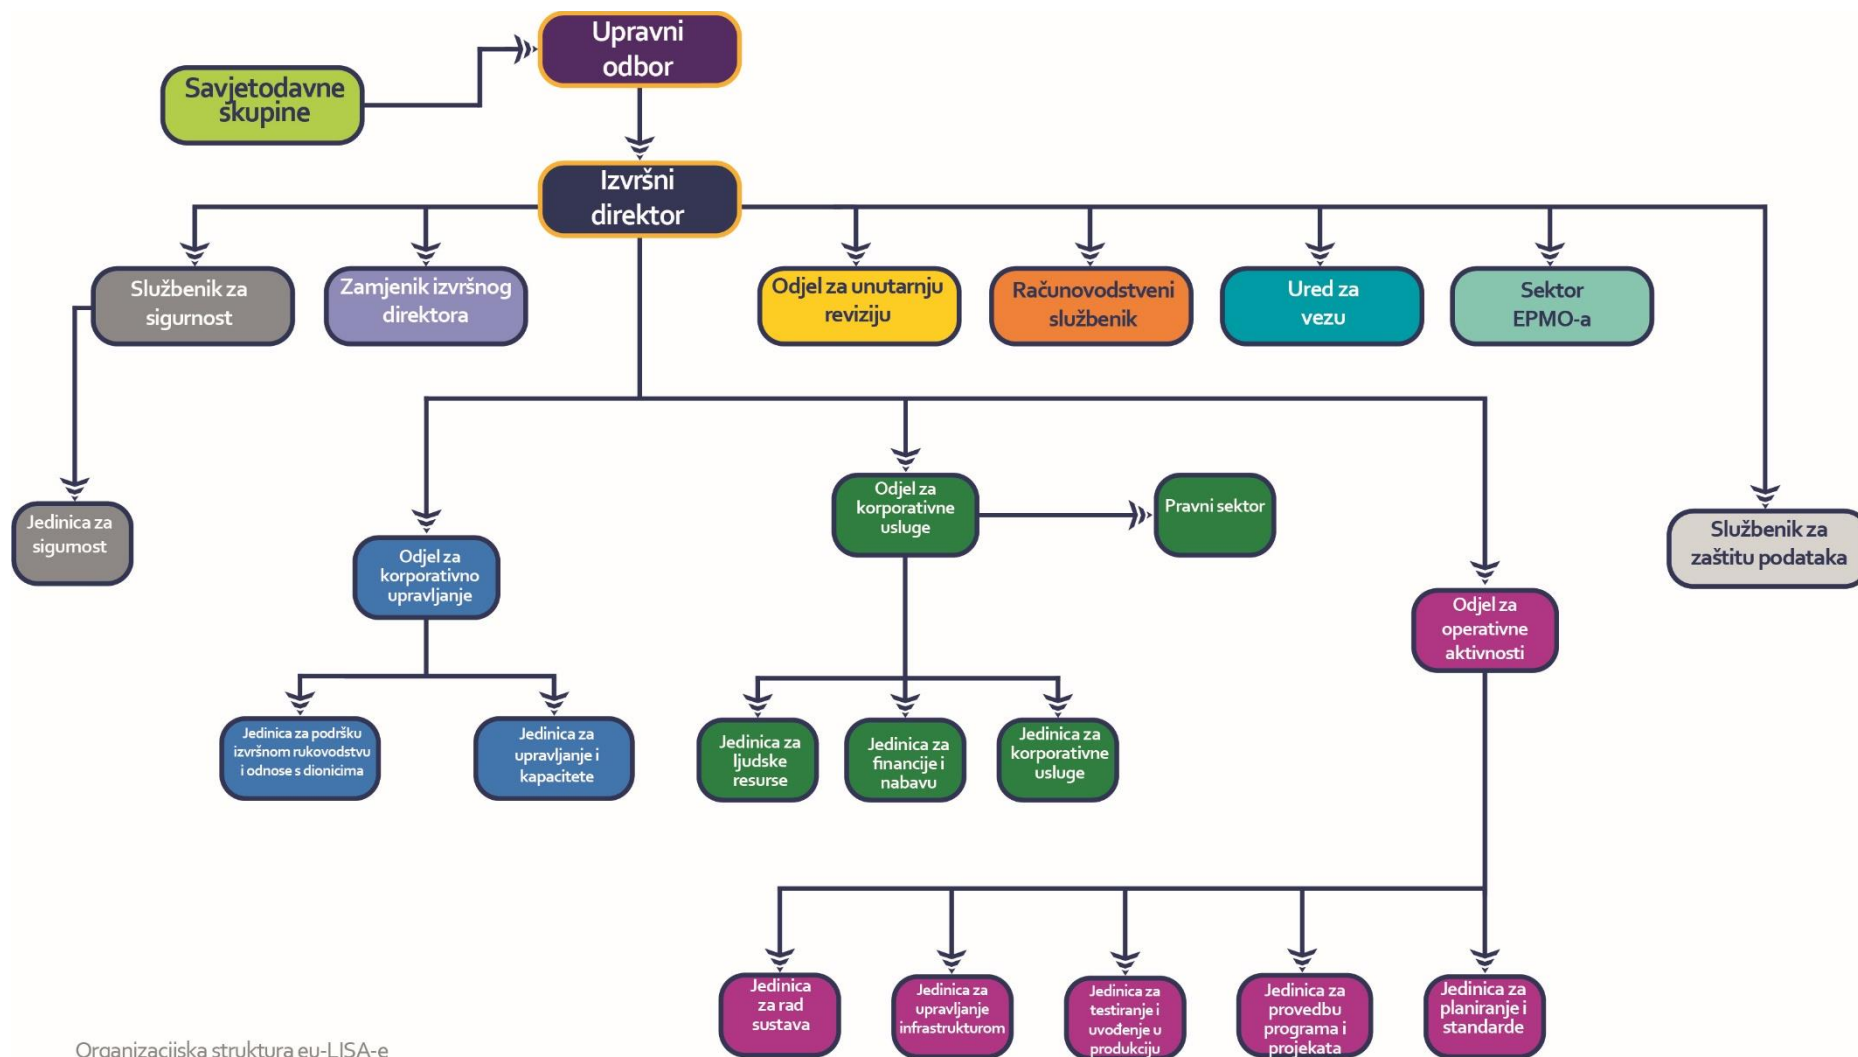 Upravni
odbor
Savjetodavne
skupine
Izvršni
direktor
Službenik za
sigurnost
Zamjenik izvršnog
direktora
Odjel za unutarnju
reviziju
Računovodstveni
službenik
Ured za
vezu
Sektor
EPMO-a
Jedinica za
sigurnost
Odjel za
korporativno
upravljanje
Odjel za
korporativne
usluge
Pravni sektor
Službenik za
zaštitu podataka
Odjel za
operativne
aktivnosti
Jedinica za podršku
izvršnom rukovodstvu
i odnose s dionicima
Jedinica za
upravljanje i
kapacitete
Jedinica za
ljudske
resurse
Jedinica za
financije i
nabavu
Jedinica za
korporativne
usluge
Jedinica
za rad
sustava
Jedinica za
upravljanje
infrastrukturom
Jedinica za
testiranje i
uvođenje u
produkciju
Jedinica za
provedbu
programa i
projekata
Jedinica za
planiranje i
standarde
Organizacijska struktura eu-LISA-e